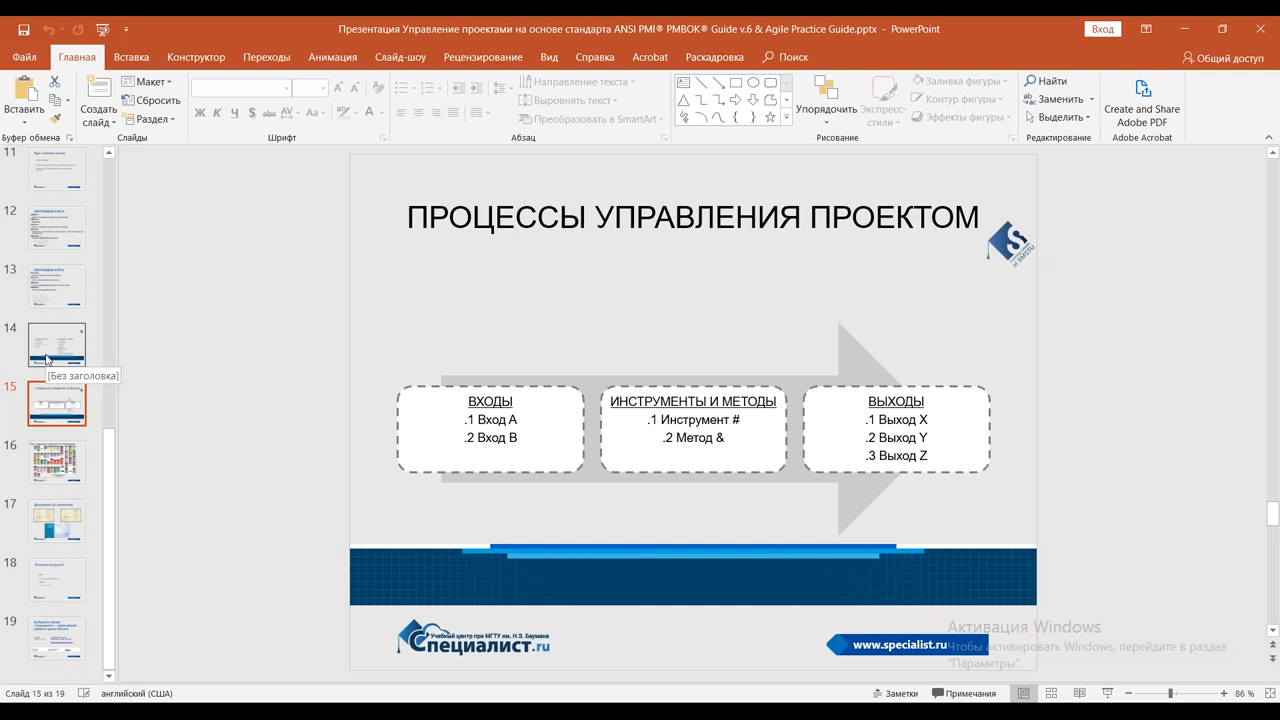 Презентация Управление проектами на основе стандарта ANSI PMI® PMBOK® Guide v.6 & Agile Practice Guide.pptx - PowerPoint
Вход
Файл Главная Вставка Конструктор Переходы Анимация Слайд-шоу Рецензирование Вид Справка Acrobat Раскадровка Поиск Общий доступ
Вставить
Создать слайд
Макет
Сбросить
Раздел
Направление текста
Выровнять текст
Преобразовать в SmartArt
Упорядочить
Экспресс-стили
Заливка фигуры
Контур фигуры
Эффекты фигуры
Найти
Заменить
Выделить
Create and Share Adobe PDF
Буфер обмена Слайды Шрифт Абзац Рисование Редактирование Adobe Acrobat
11
12
13
14
[Без заголовка]
15
16
17
18
19
ПРОЦЕССЫ УПРАВЛЕНИЯ ПРОЕКТОМ
ВХОДЫ
.1 Вход A
.2 Вход B
ИНСТРУМЕНТЫ И МЕТОДЫ
.1 Инструмент #
.2 Метод &
ВЫХОДЫ
.1 Выход X
.2 Выход Y
.3 Выход Z
Учебный центр при МГТУ им. Н.Э. Баумана
Специалист.ru
www.specialist.ru
Активация Windows
Чтобы активировать Windows, перейдите в раздел
"Параметры".
Слайд 15 из 19 английский (США) Заметки Примечания 86 %